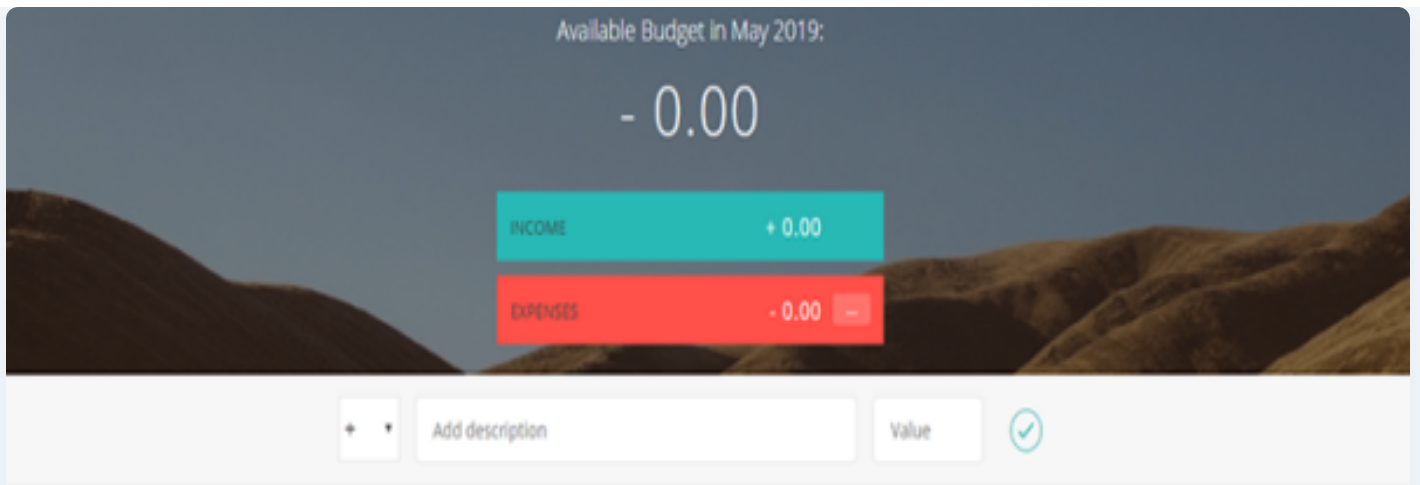 Available Budget in May 2019:
- 0.00
INCOME + 0.00
EXPENSES - 0.00 --
+ ▾ Add description Value